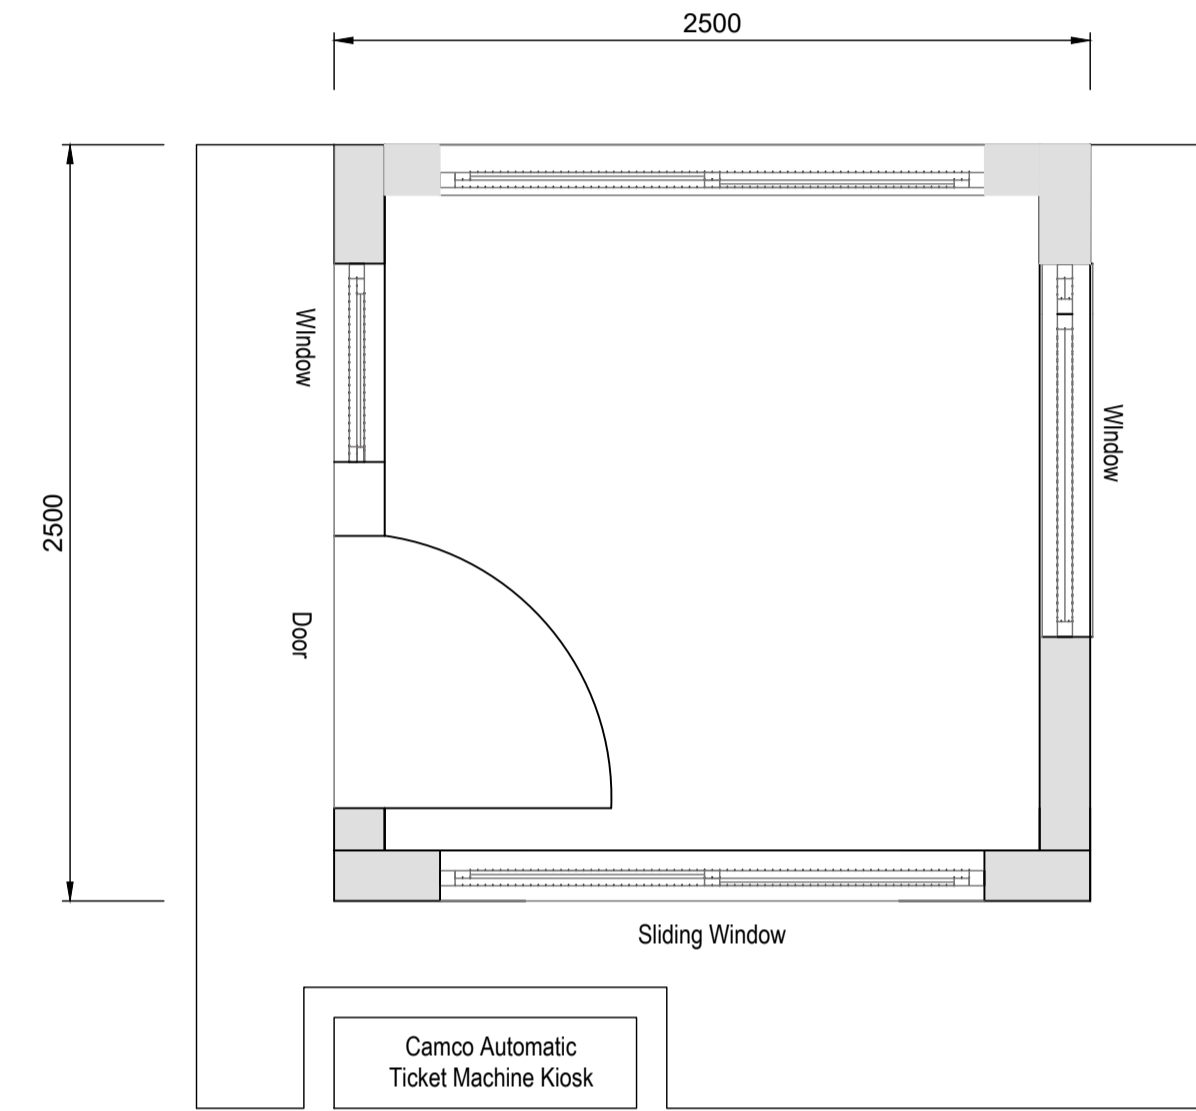 2500
2500
WIndow
WIndow
Door
Sliding Window
Camco Automatic
Ticket Machine Kiosk